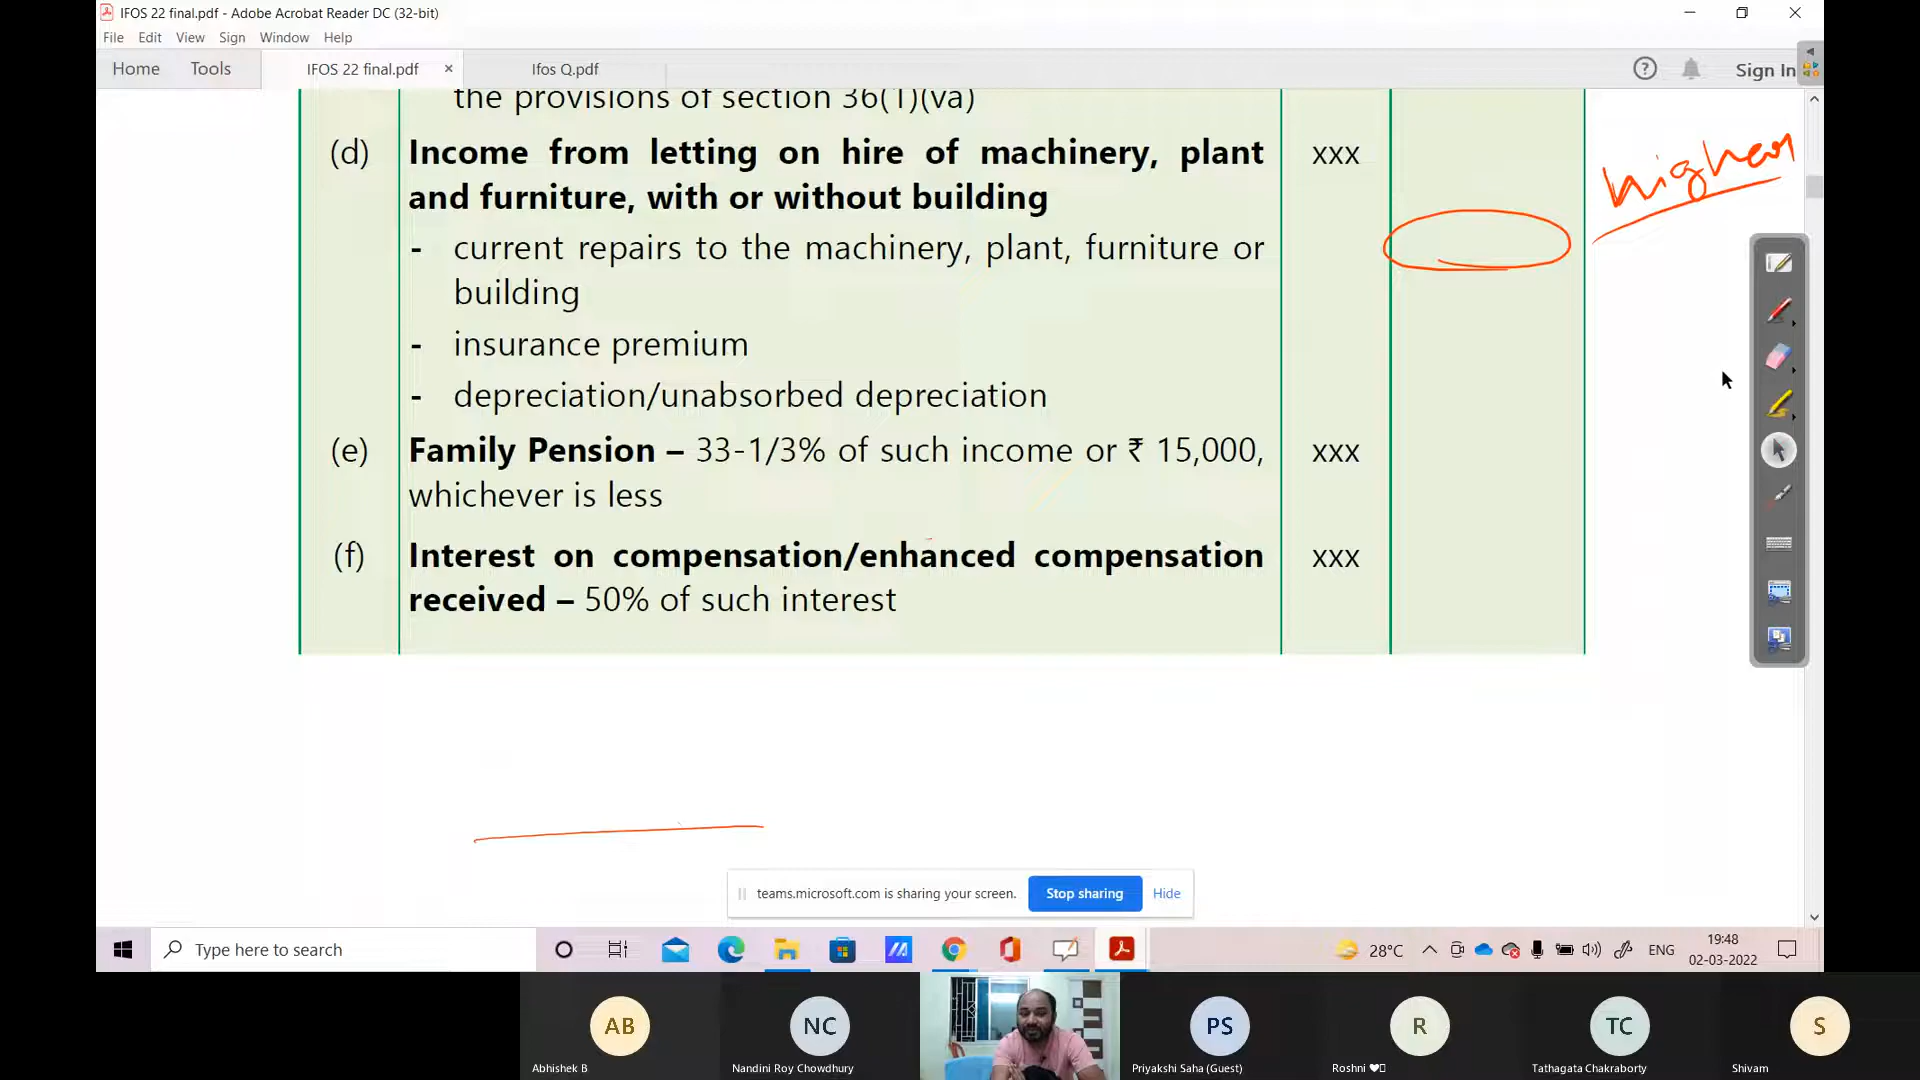 IFOS 22 final.pdf - Adobe Acrobat Reader DC (32-bit)
File Edit View Sign Window Help
Home Tools IFOS 22 final.pdf × Ifos Q.pdf Sign In
the provisions of section 36(1)(va)
(d) Income from letting on hire of machinery, plant xxx
and furniture, with or without building
higher
- current repairs to the machinery, plant, furniture or
building
- insurance premium
- depreciation/unabsorbed depreciation
(e) Family Pension – 33-1/3% of such income or ₹ 15,000, xxx
whichever is less
(f) Interest on compensation/enhanced compensation xxx
received – 50% of such interest
teams.microsoft.com is sharing your screen. Stop sharing Hide
Type here to search 28°C ENG 19:48
02-03-2022
AB NC PS R TC S
Abhishek B Nandini Roy Chowdhury Priyakshi Saha (Guest) Roshni ❤ Tathagata Chakraborty Shivam